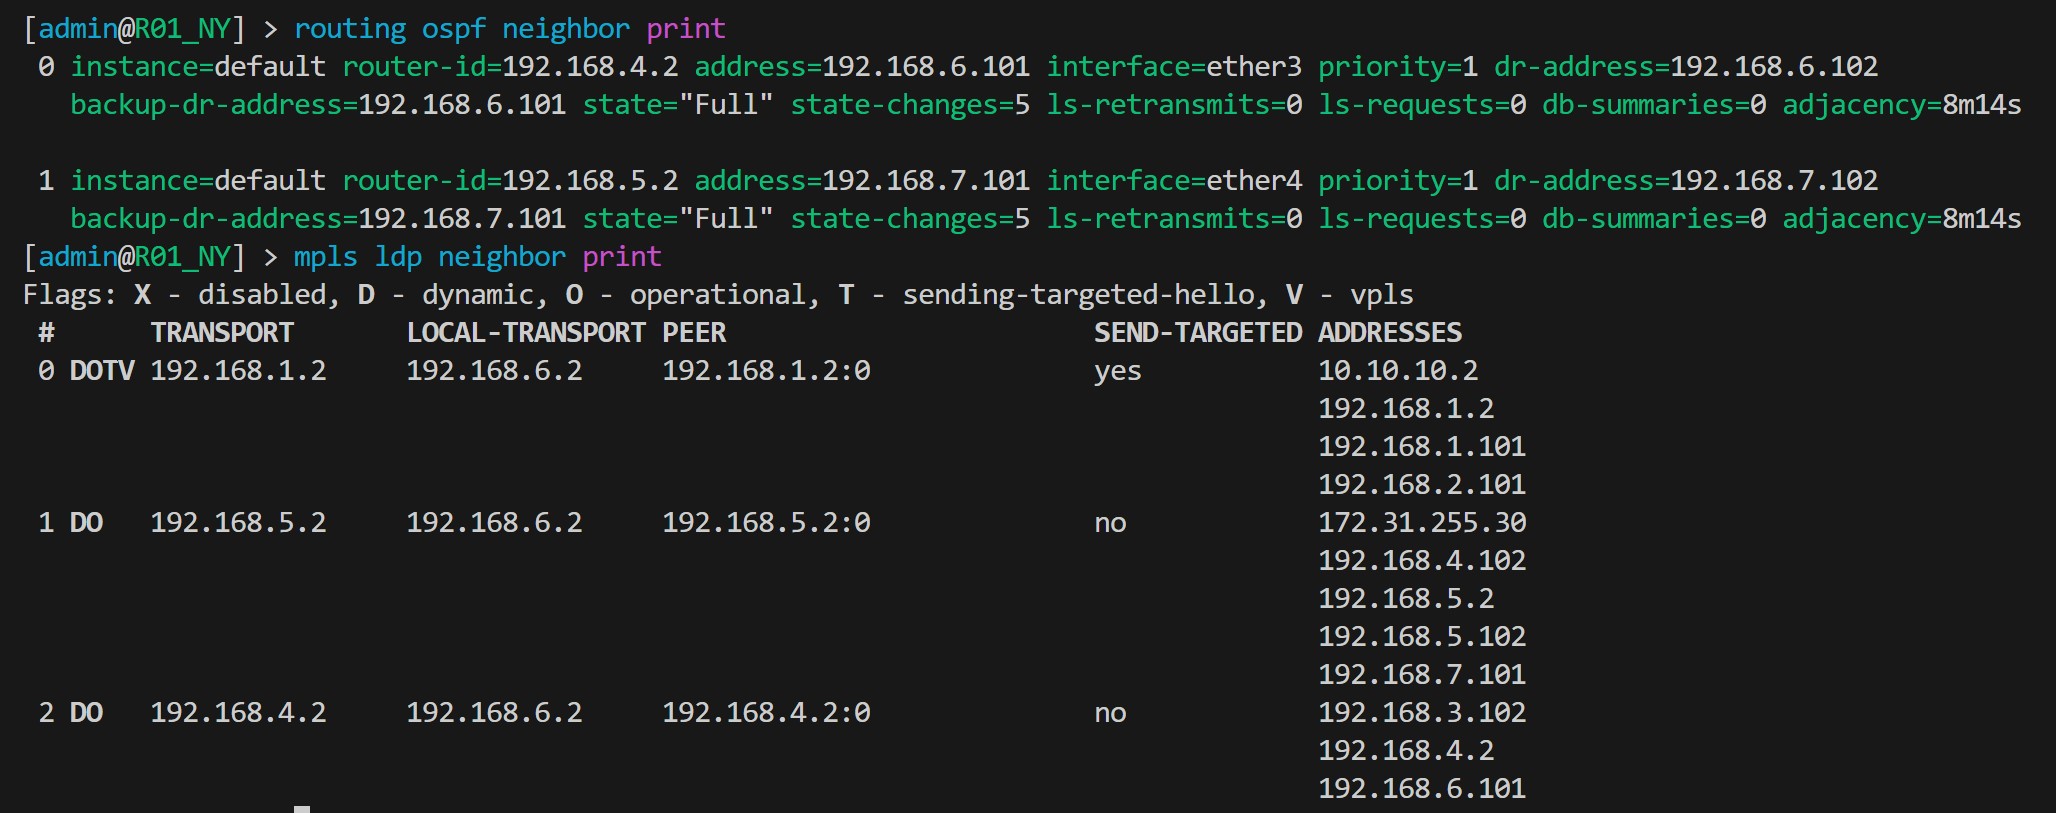 [admin@R01_NY] > routing ospf neighbor print
0 instance=default router-id=192.168.4.2 address=192.168.6.101 interface=ether3 priority=1 dr-address=192.168.6.102
backup-dr-address=192.168.6.101 state="Full" state-changes=5 ls-retransmits=0 ls-requests=0 db-summaries=0 adjacency=8m14s
1 instance=default router-id=192.168.5.2 address=192.168.7.101 interface=ether4 priority=1 dr-address=192.168.7.102
backup-dr-address=192.168.7.101 state="Full" state-changes=5 ls-retransmits=0 ls-requests=0 db-summaries=0 adjacency=8m14s
[admin@R01_NY] > mpls ldp neighbor print
Flags: X - disabled, D - dynamic, O - operational, T - sending-targeted-hello, V - vpls
# TRANSPORT LOCAL-TRANSPORT PEER SEND-TARGETED ADDRESSES
0 DOTV 192.168.1.2 192.168.6.2 192.168.1.2:0 yes 10.10.10.2
192.168.1.2
192.168.1.101
192.168.2.101
1 DO 192.168.5.2 192.168.6.2 192.168.5.2:0 no 172.31.255.30
192.168.4.102
192.168.5.2
192.168.5.102
192.168.7.101
2 DO 192.168.4.2 192.168.6.2 192.168.4.2:0 no 192.168.3.102
192.168.4.2
192.168.6.101